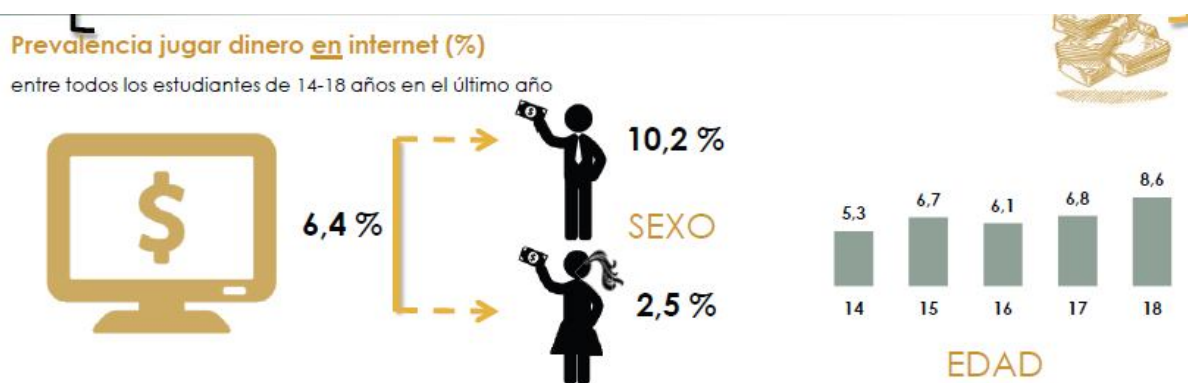 Prevalencia jugar dinero en internet (%)
entre todos los estudiantes de 14-18 años en el último año
$
6,4 %
$
10,2 %
SEXO
$
2,5 %
5,3
6,7
6,1
6,8
8,6
14 15 16 17 18
EDAD